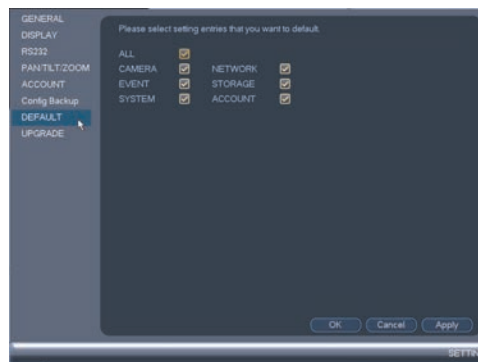 GENERAL
DISPLAY
RS232
PAN/TILT/ZOOM
ACCOUNT
Config Backup
DEFAULT
UPGRADE
Please select setting entries that you want to default.
ALL
CAMERA NETWORK
EVENT STORAGE
SYSTEM ACCOUNT
OK Cancel Apply
SETTIN